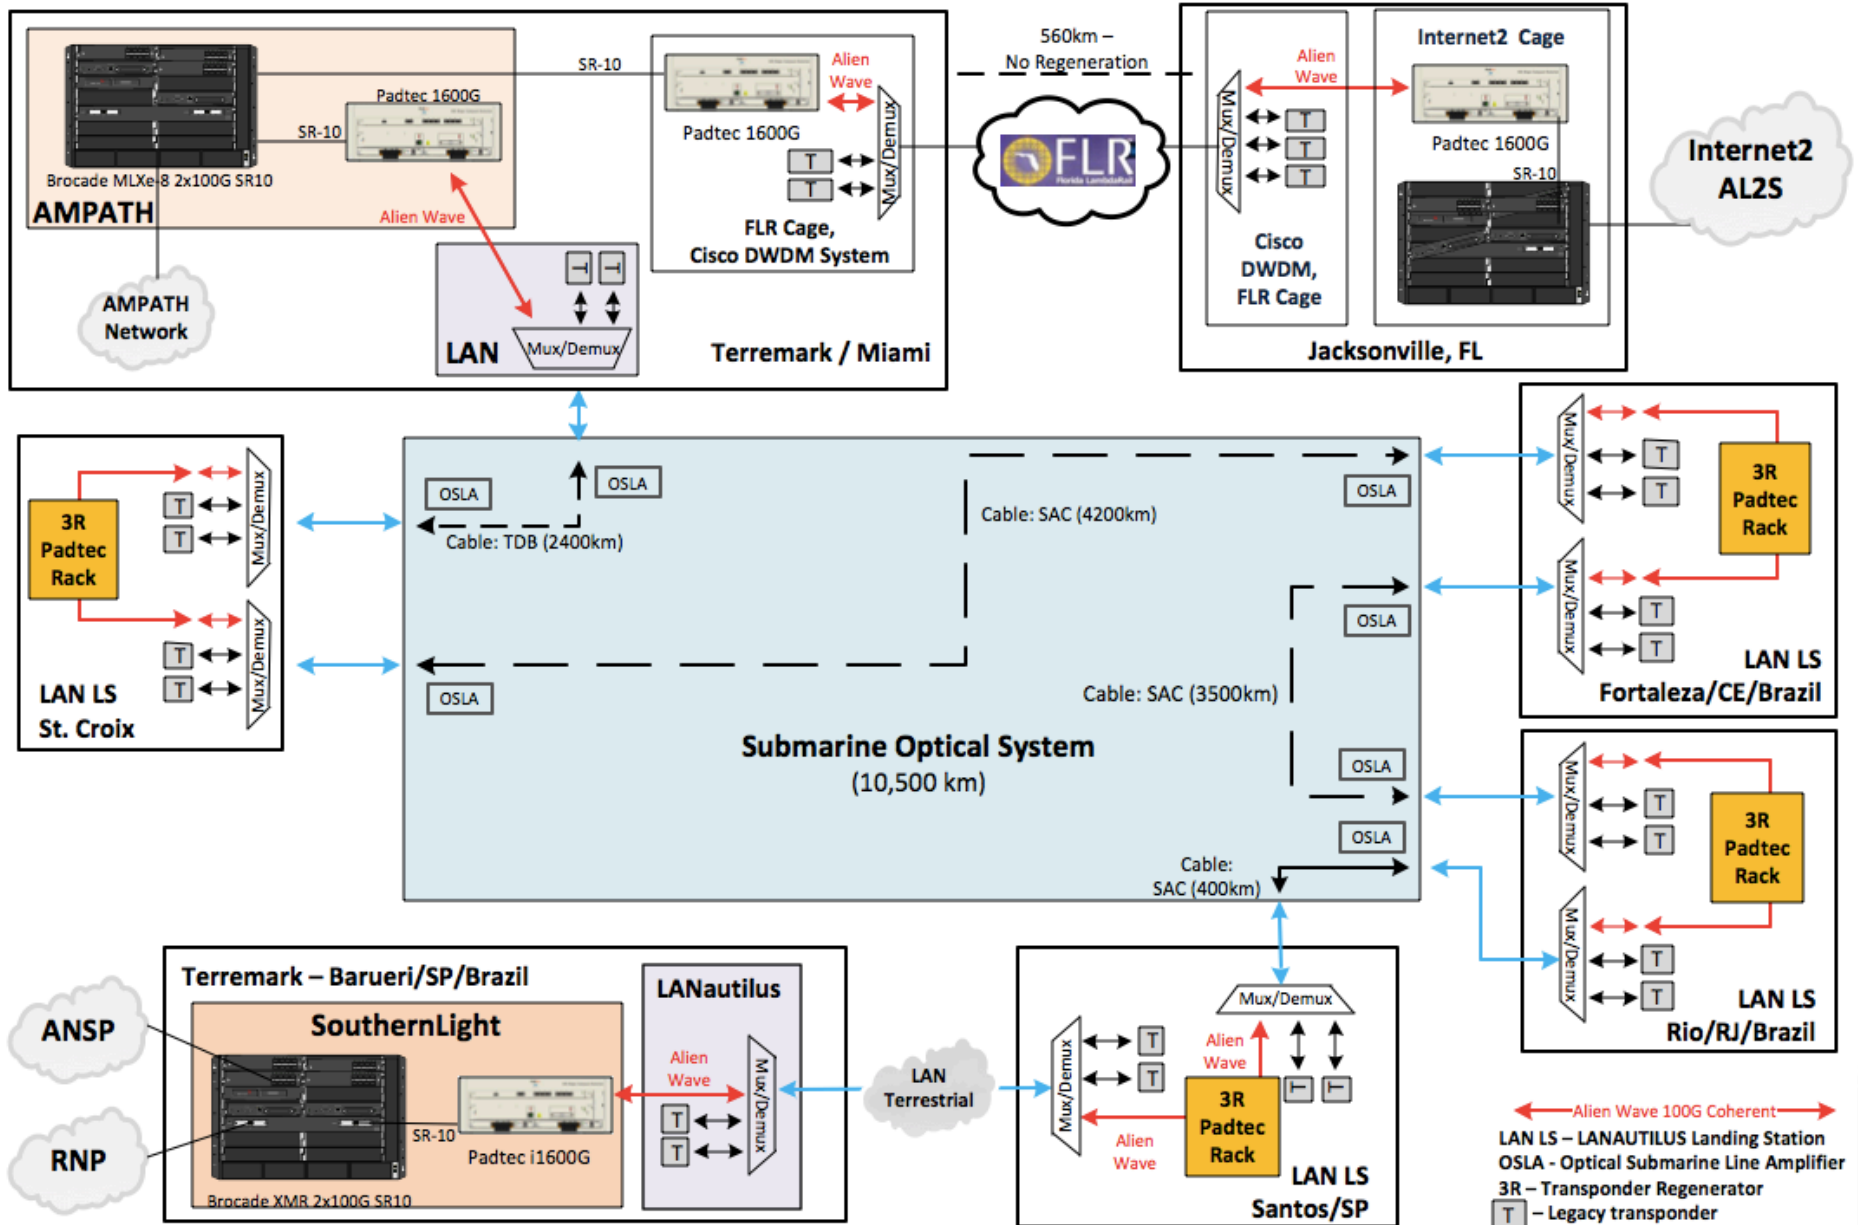 SR-10
Padtec 1600G
SR-10
Brocade MLXe-8 2x100G SR10
AMPATH
Alien Wave
AMPATH
Network
LAN
T
T
Mux/Demux
Padtec 1600G
Alien
Wave
T
T
Mux/Demux
FLR Cage,
Cisco DWDM System
Terremark / Miami
560km –
No Regeneration
FLR
Florida LambdaRail
Mux/Demux
Alien
Wave
T
T
T
Cisco
DWDM,
FLR Cage
Internet2 Cage
Padtec 1600G
SR-10
Jacksonville, FL
Internet2
AL2S
3R
Padtec
Rack
T
T
Mux/Demux
T
T
Mux/Demux
LAN LS
St. Croix
OSLA
OSLA
Cable: TDB (2400km)
OSLA
Cable: SAC (4200km)
OSLA
OSLA
Cable: SAC (3500km)
Submarine Optical System
(10,500 km)
OSLA
OSLA
Cable:
SAC (400km)
Mux/Demux
T
T
3R
Padtec
Rack
Mux/Demux
T
T
LAN LS
Fortaleza/CE/Brazil
Mux/Demux
T
T
3R
Padtec
Rack
Mux/Demux
T
T
LAN LS
Rio/RJ/Brazil
ANSP
RNP
Terremark – Barueri/SP/Brazil
SouthernLight
SR-10
Padtec i1600G
Brocade XMR 2x100G SR10
LANautilus
Alien
Wave
T
T
Mux/Demux
LAN
Terrestrial
Mux/Demux
T
T
Mux/Demux
Alien
Wave
T
T
3R
Padtec
Rack
Alien
Wave
LAN LS
Santos/SP
Alien Wave 100G Coherent
LAN LS – LANAUTILUS Landing Station
OSLA - Optical Submarine Line Amplifier
3R – Transponder Regenerator
T – Legacy transponder